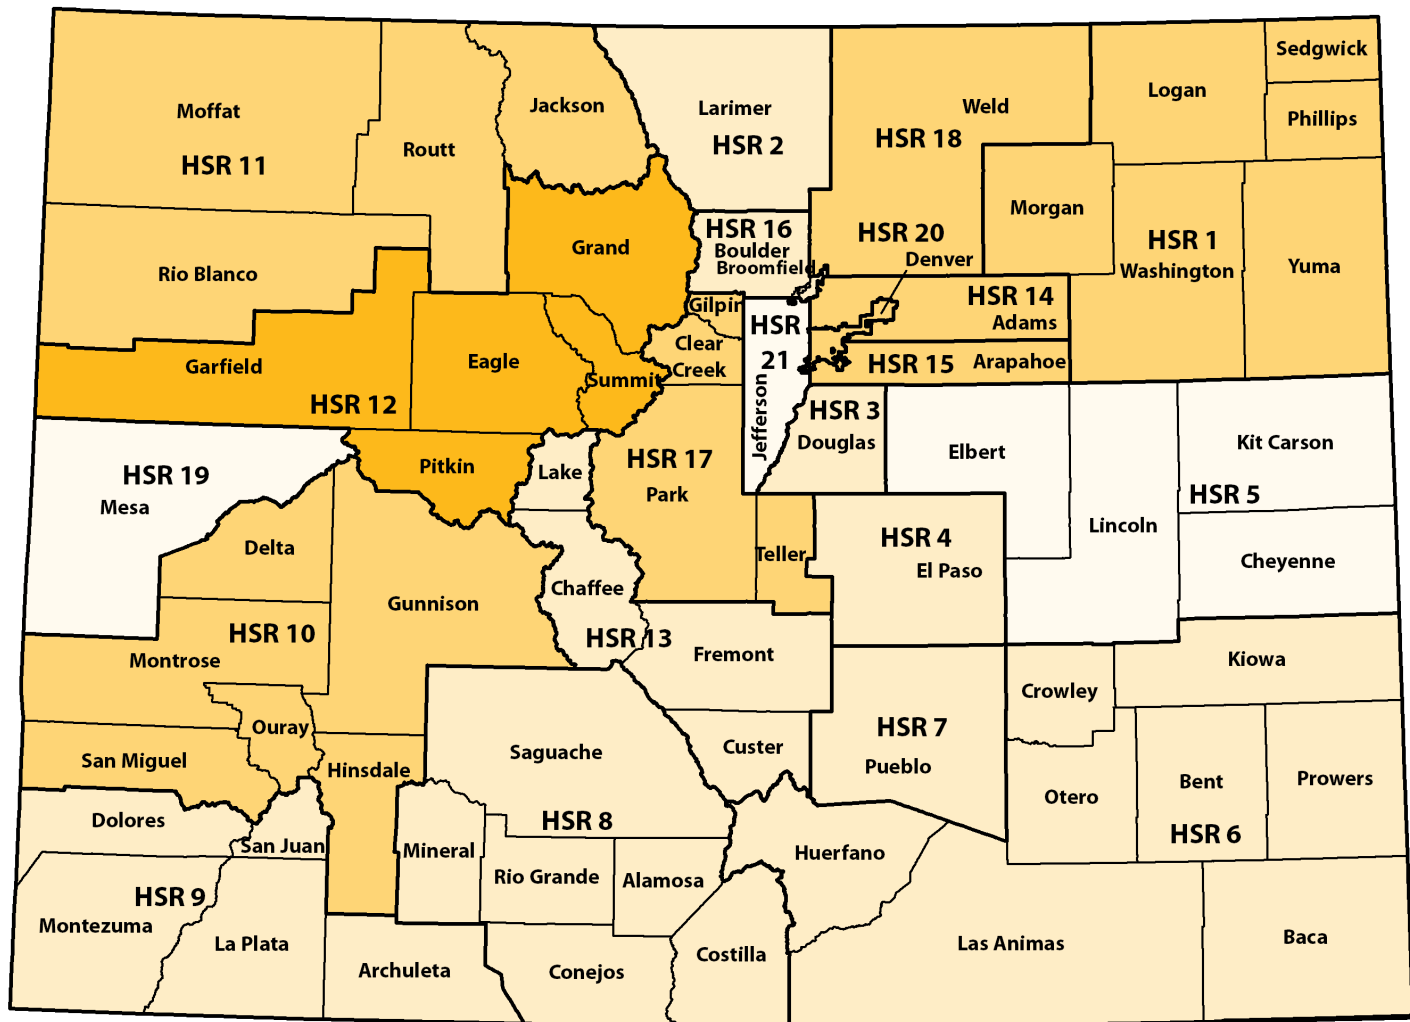 Sedgwick
Logan
Moffat
Jackson
Larimer
Weld
Phillips
HSR 11
Routt
HSR 2
HSR 18
Morgan
HSR 16
HSR 20
HSR 1
Grand
Boulder
Denver
Broomfield
Washington
Yuma
Rio Blanco
Gilpin
HSR 14
HSR
21
Adams
Clear
Creek
Garfield
Eagle
Summit
HSR 15
Arapahoe
HSR 12
Jefferson
HSR 3
Douglas
Elbert
Kit Carson
HSR 19
Mesa
Pitkin
Lake
HSR 17
Park
HSR 5
Lincoln
Delta
Teller
HSR 4
El Paso
Cheyenne
Gunnison
Chaffee
HSR 10
HSR 13
Montrose
Fremont
Kiowa
Crowley
Ouray
HSR 7
San Miguel
Hinsdale
Saguache
Custer
Pueblo
Otero
Bent
Prowers
Dolores
HSR 8
HSR 6
San Juan
Mineral
Rio Grande
Alamosa
Huerfano
HSR 9
Montezuma
La Plata
Archuleta
Conejos
Costilla
Las Animas
Baca